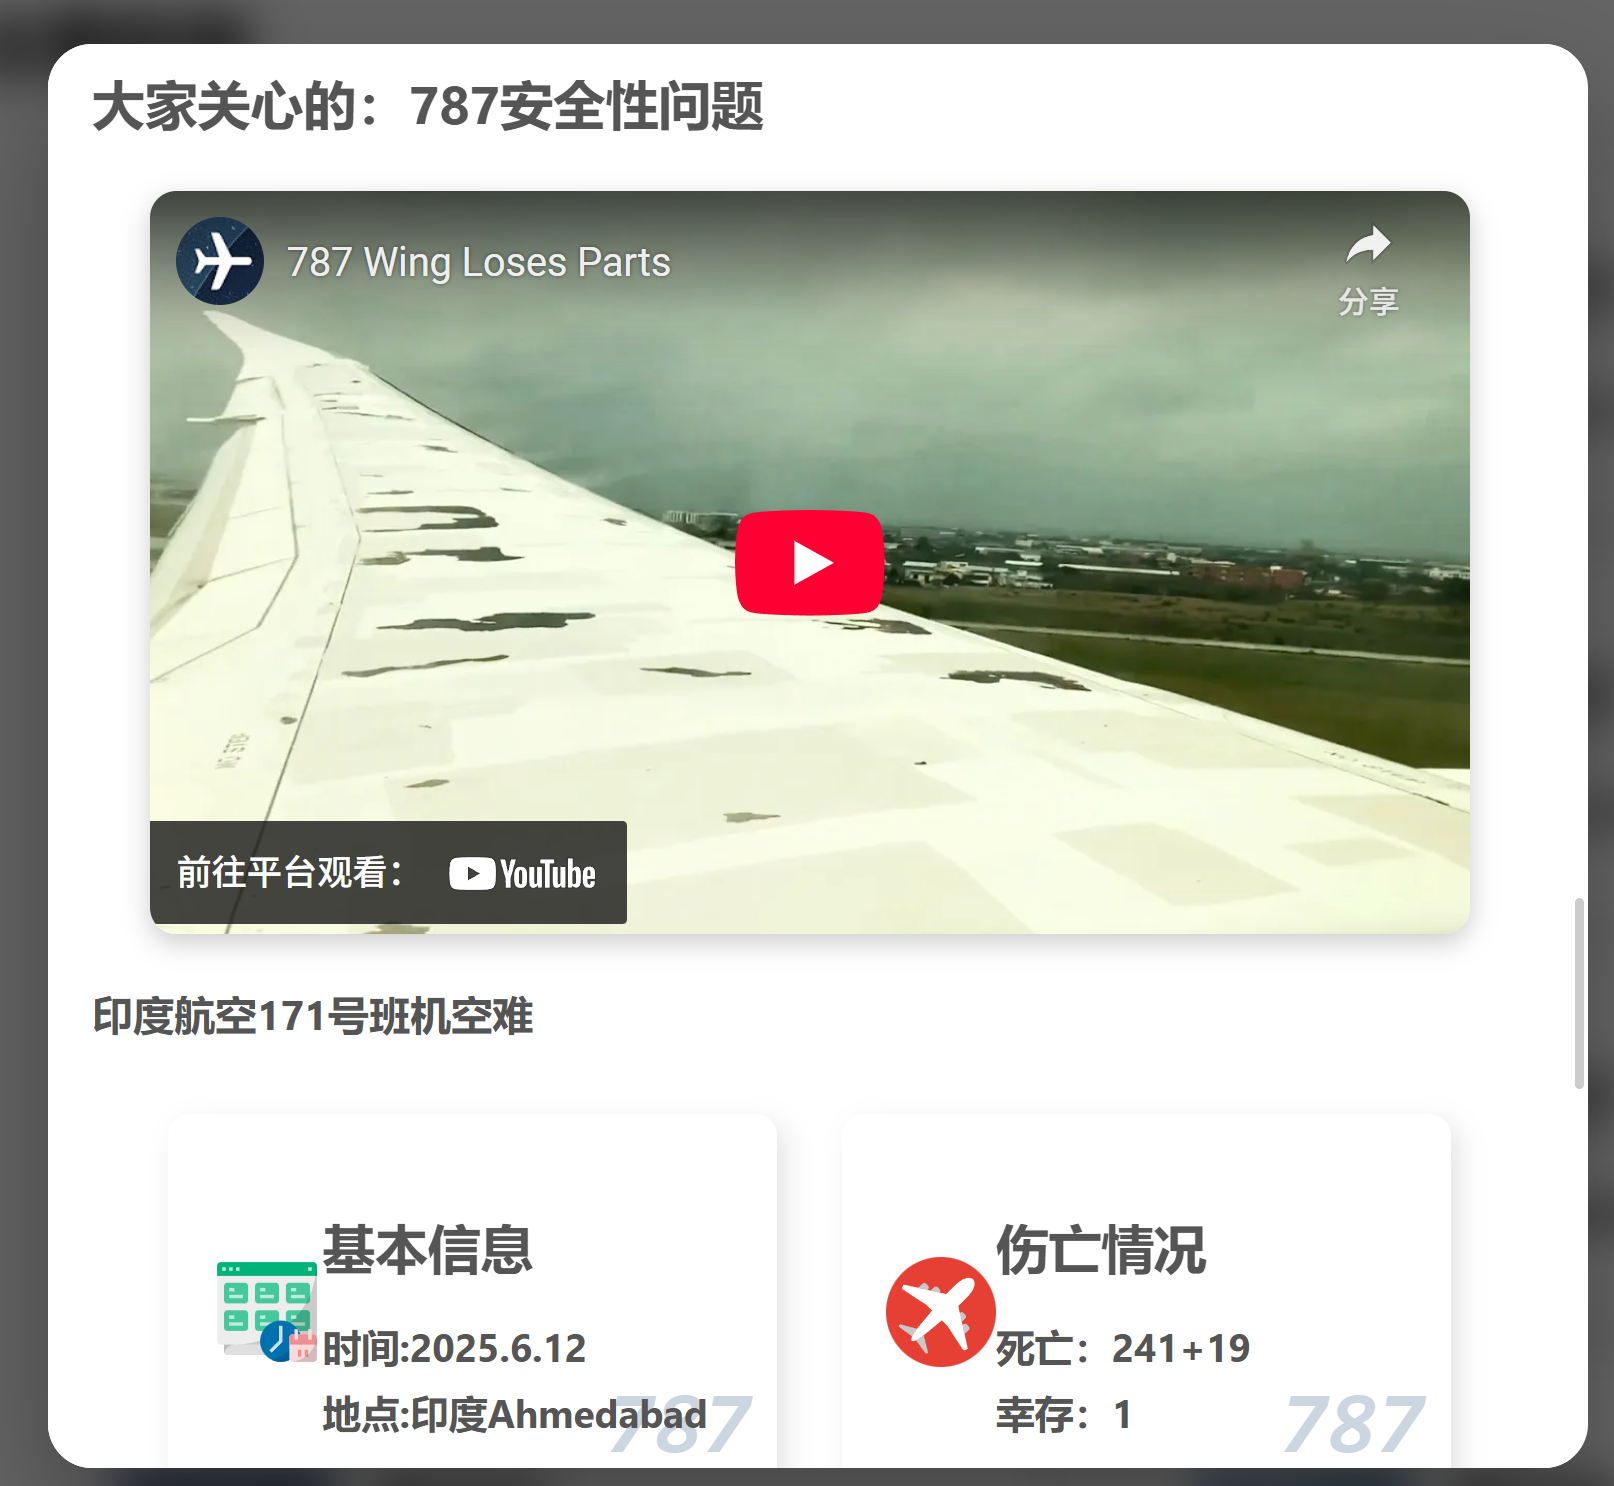 大家关心的：787安全性问题
787 Wing Loses Parts
分享
前往平台观看： YouTube
印度航空171号班机空难
基本信息
时间:2025.6.12
地点:印度Ahmedabad
787
伤亡情况
死亡：241+19
幸存：1
787